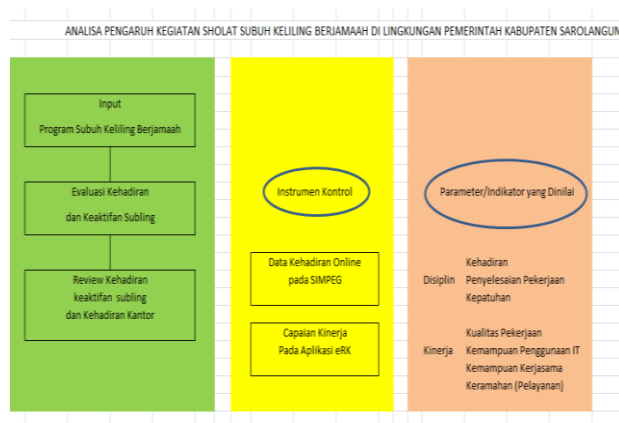 ANALISA PENGARUH KEGIATAN SHOLAT SUBUH KELILING BERJAMAAH DI LINGKUNGAN PEMERINTAH KABUPATEN SAROLANGUN
Input
Program Subuh Keliling Berjamaah
Evaluasi Kehadiran
dan Keaktifan Subling
Review Kehadiran
keaktifan subling
dan Kehadiran Kantor
Instrumen Kontrol
Data Kehadiran Online
pada SIMPEG
Capaian Kinerja
Pada Aplikasi eRK
Parameter/Indikator yang Dinilai
Kehadiran
Disiplin Penyelesaian Pekerjaan
Kepatuhan
Kualitas Pekerjaan
Kinerja Kemampuan Penggunaan IT
Kemampuan Kerjasama
Keramahan (Pelayanan)